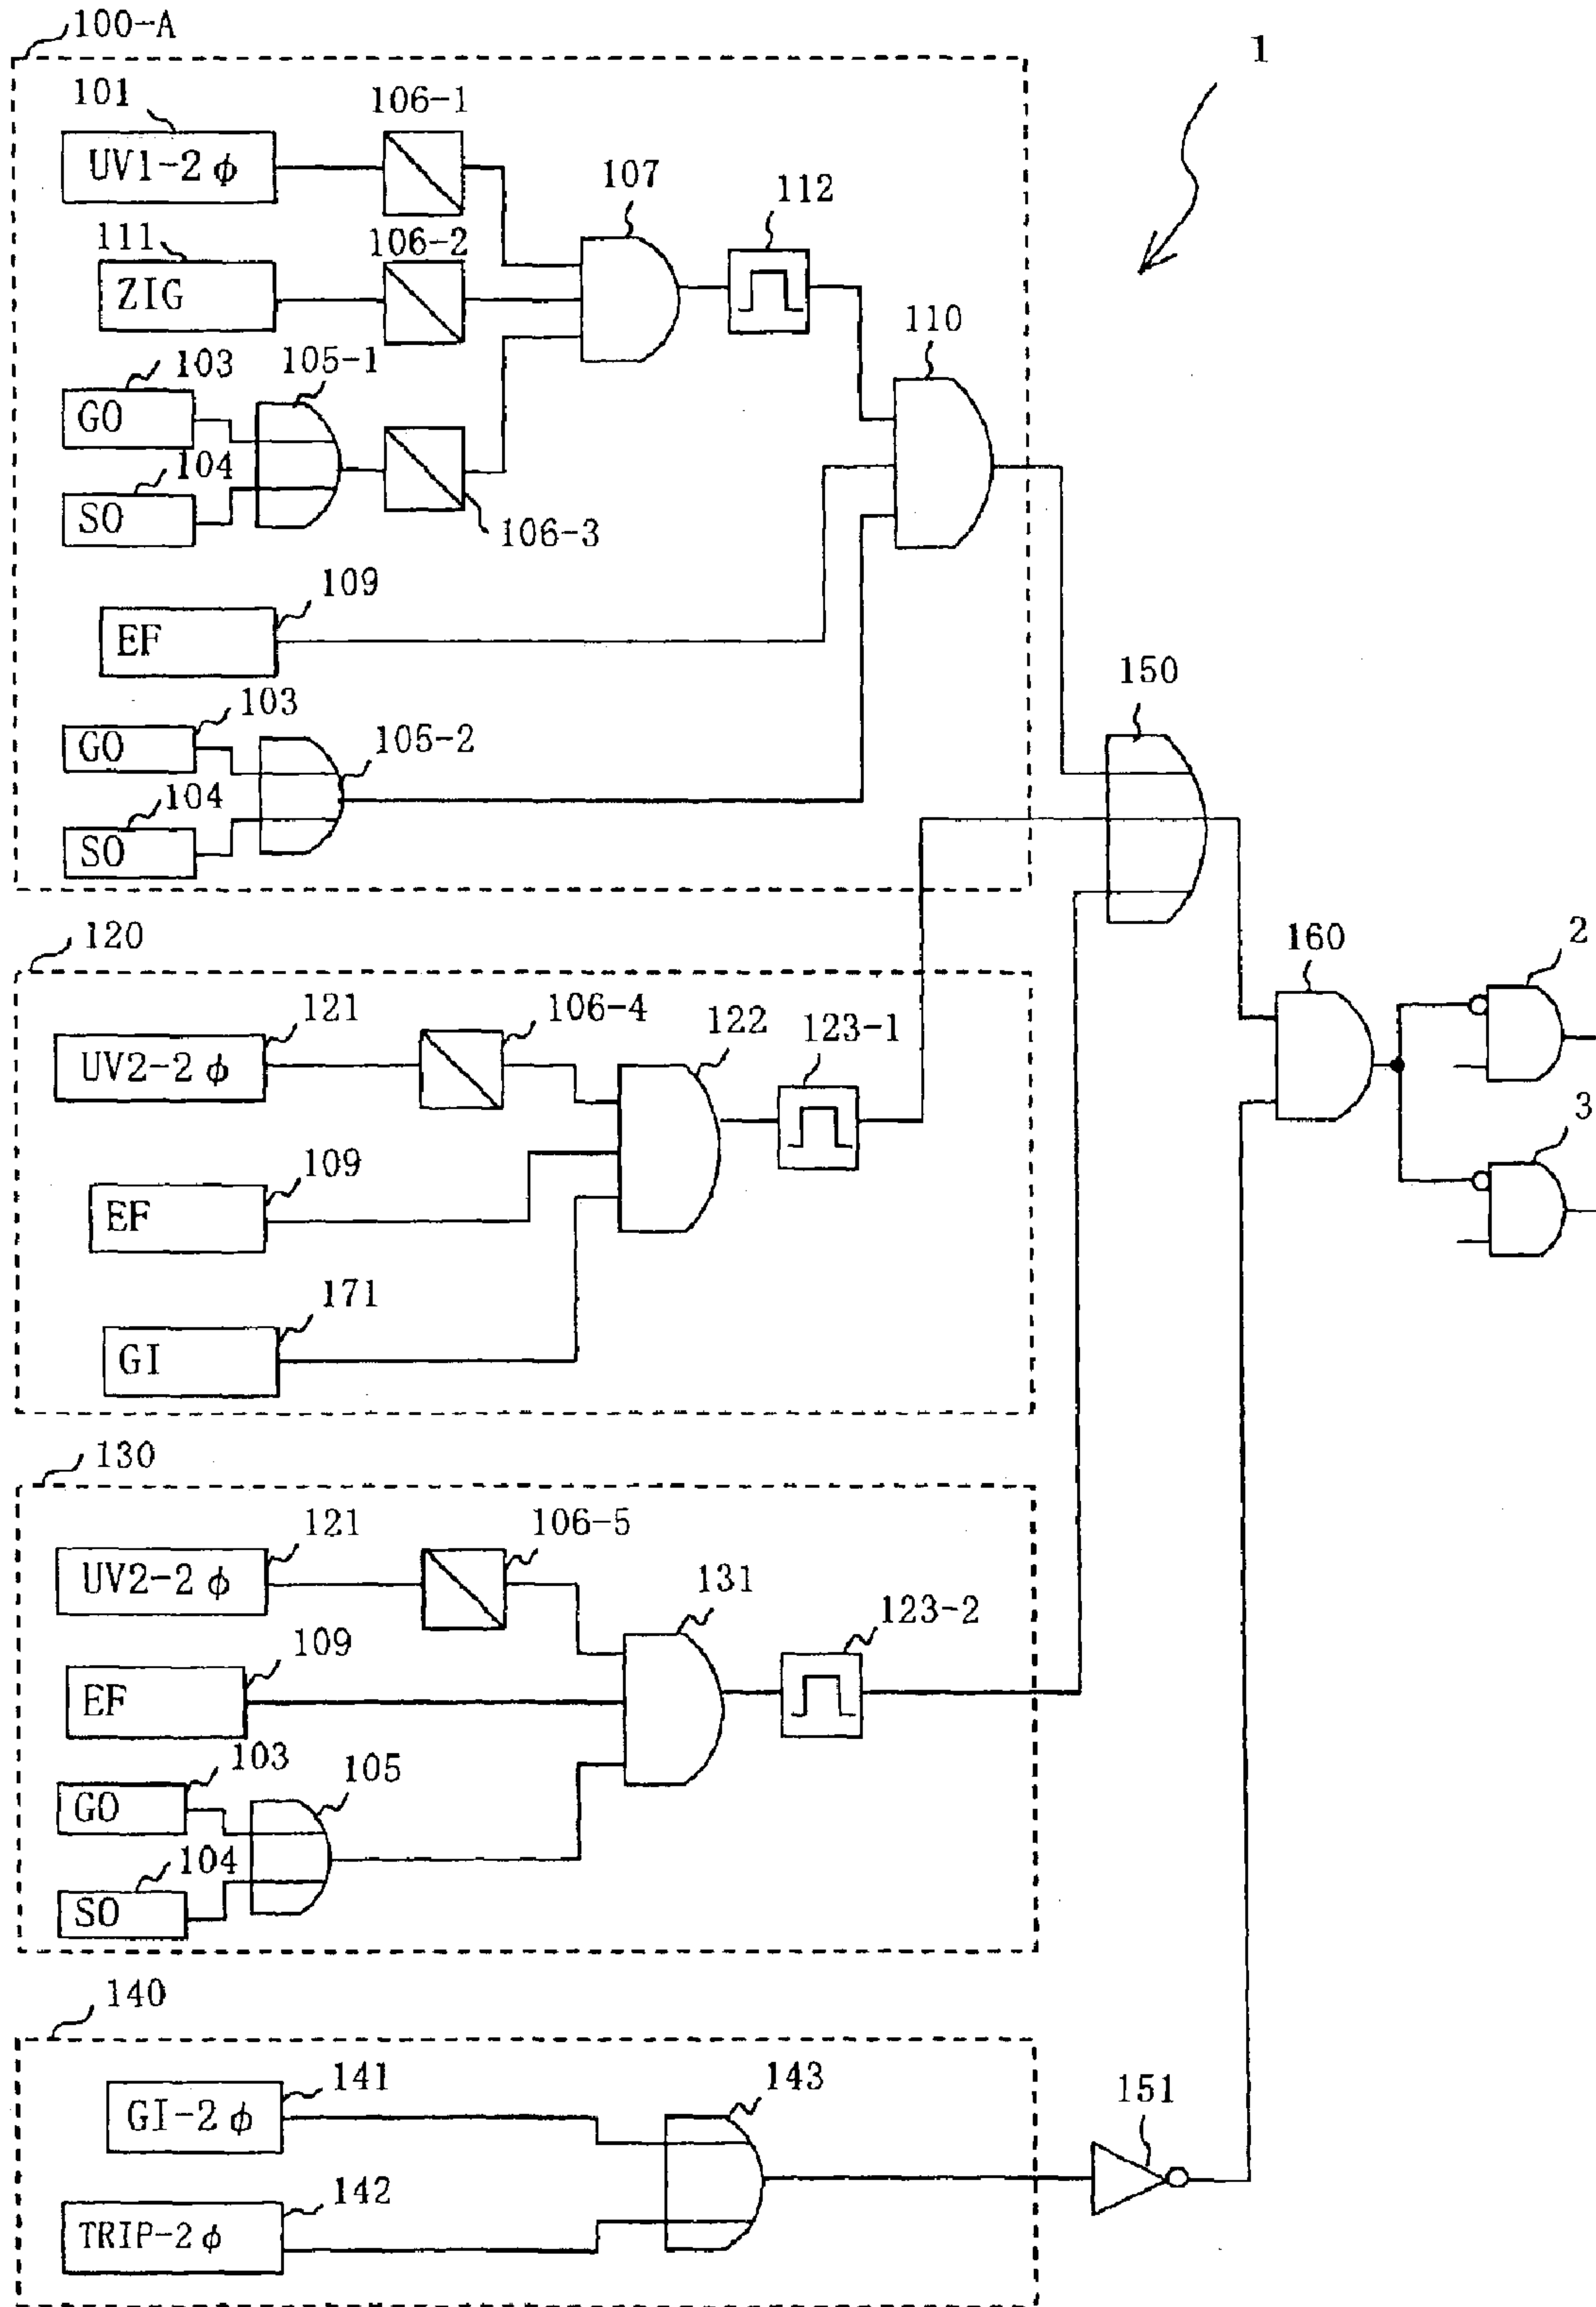 100-A
1
101
106-1
UV1-2φ
107
112
111
106-2
ZIG
110
103
105-1
GO
104
SO
106-3
109
EF
150
103
GO
105-2
104
SO
120
160
2
121
106-4
122
123-1
UV2-2φ
3
109
EF
171
GI
130
121
106-5
UV2-2φ
131
123-2
109
EF
103
105
GO
104
SO
140
141
143
151
GI-2φ
142
TRIP-2φ